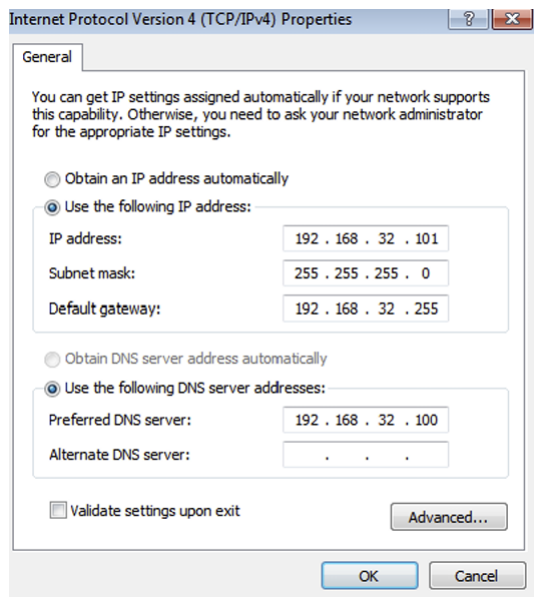 Internet Protocol Version 4 (TCP/IPv4) Properties
General
You can get IP settings assigned automatically if your network supports
this capability. Otherwise, you need to ask your network administrator
for the appropriate IP settings.
Obtain an IP address automatically
Use the following IP address:
IP address: 192 . 168 . 32 . 101
Subnet mask: 255 . 255 . 255 . 0
Default gateway: 192 . 168 . 32 . 255
Obtain DNS server address automatically
Use the following DNS server addresses:
Preferred DNS server: 192 . 168 . 32 . 100
Alternate DNS server: . . .
Validate settings upon exit
Advanced...
OK Cancel